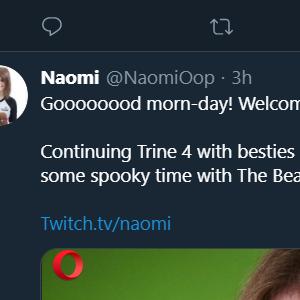 Naomi @NaomiOop · 3h
Goooooood morn-day! Welcom
Continuing Trine 4 with besties
some spooky time with The Bea
Twitch.tv/naomi